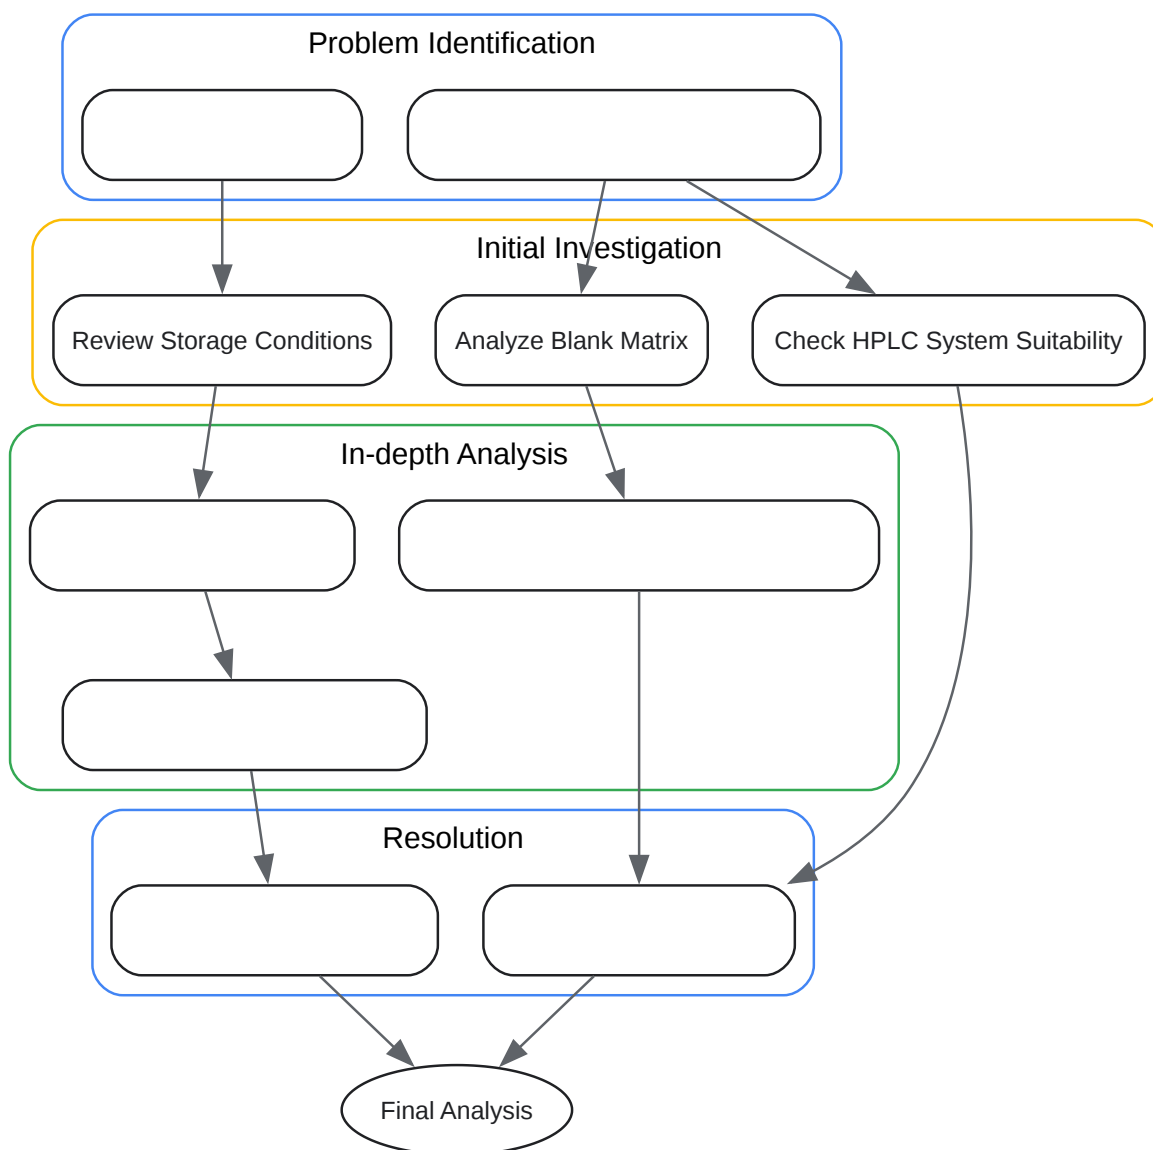 Problem Identification
Initial Investigation
Review Storage Conditions
Analyze Blank Matrix
Check HPLC System Suitability
In-depth Analysis
Resolution
Final Analysis